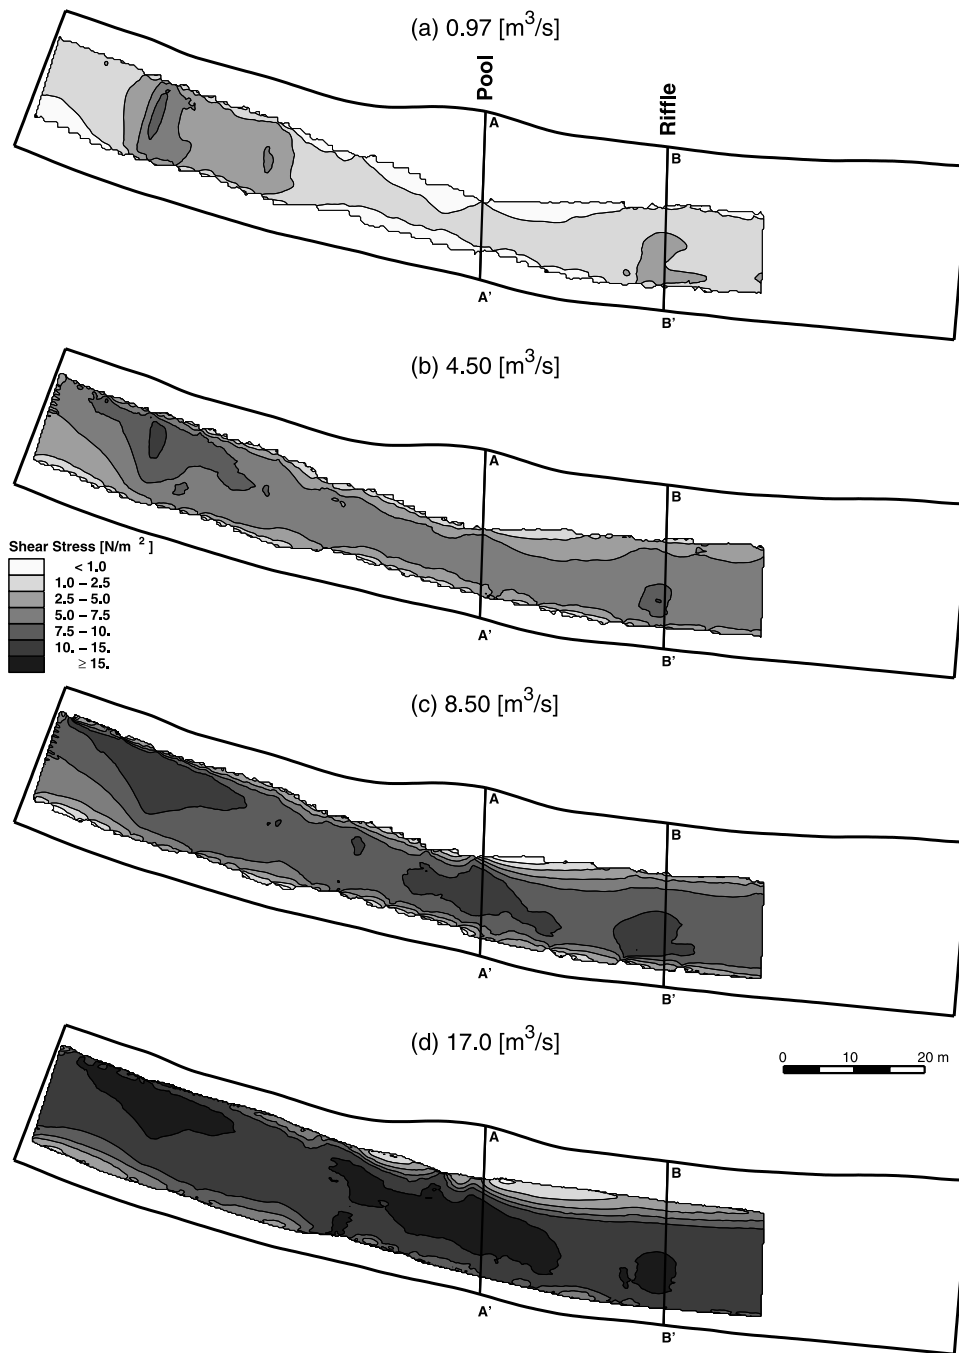 (a) 0.97 [m³/s]
Pool
Riffle
A
B
A'
B'
(b) 4.50 [m³/s]
A
B
Shear Stress [N/m ² ]
< 1.0
1.0 – 2.5
2.5 – 5.0
5.0 – 7.5
7.5 – 10.
10. – 15.
≥ 15.
A'
B'
(c) 8.50 [m³/s]
A
B
A'
B'
(d) 17.0 [m³/s]
0 10 20 m
A
B
A'
B'